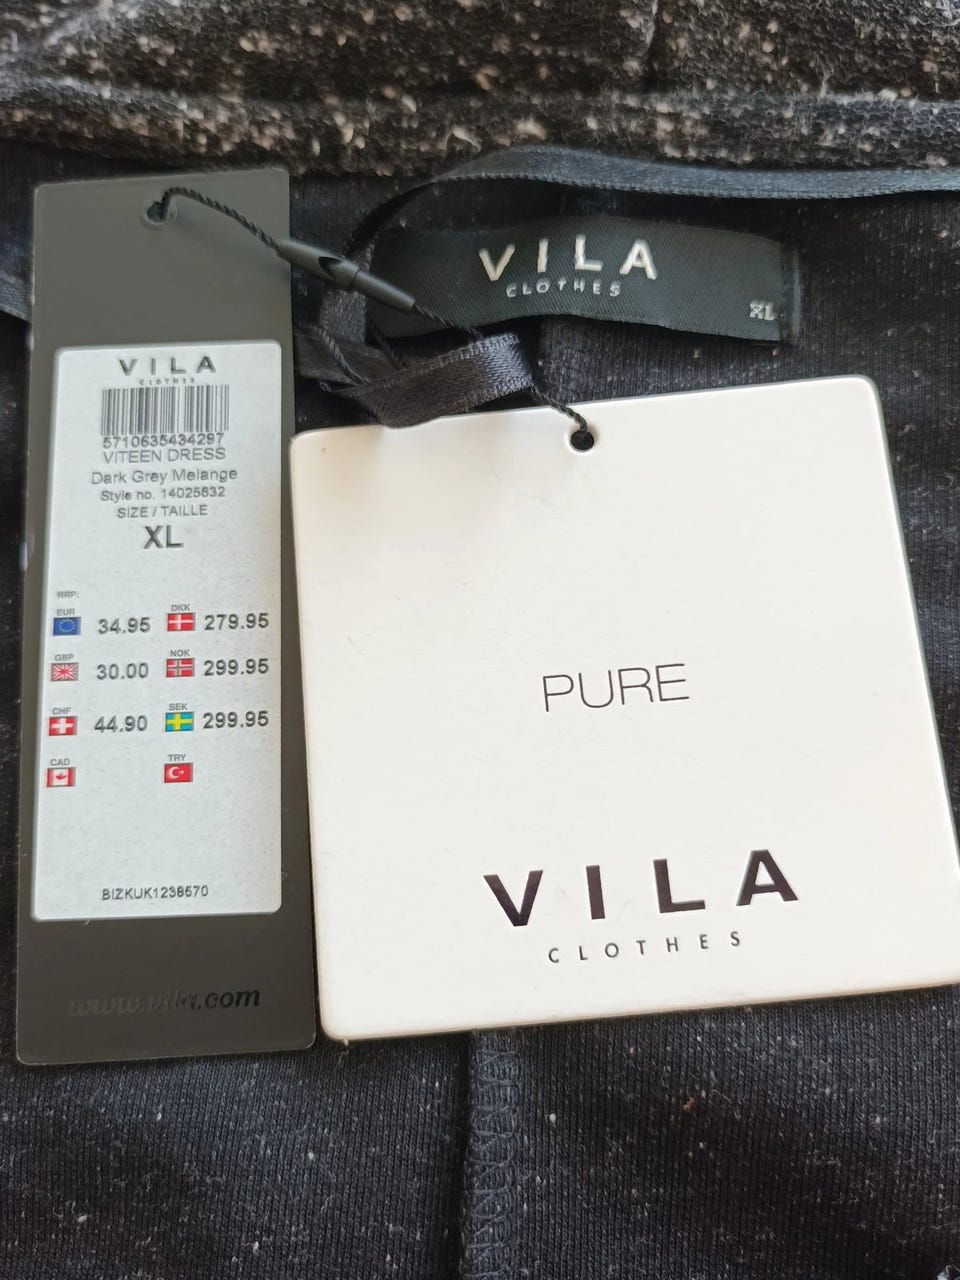 VILA
CLOTHES
XL
VILA
CLOTHES
5710635434297
VITEEN DRESS
Dark Grey Melange
Style no. 14025632
SIZE / TAILLE
XL
RRP:
EUR
34.95
DKK
279.95
GBP
30.00
NOK
299.95
CHF
44.90
SEK
299.95
CAD
TRY
BIZKUK1238570
www.vila.com
PURE
VILA
CLOTHES